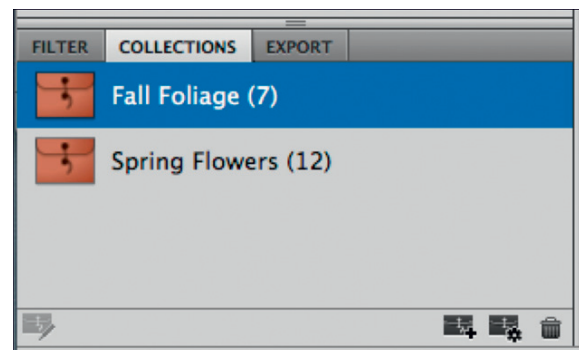 FILTER COLLECTIONS EXPORT
Fall Foliage (7)
Spring Flowers (12)